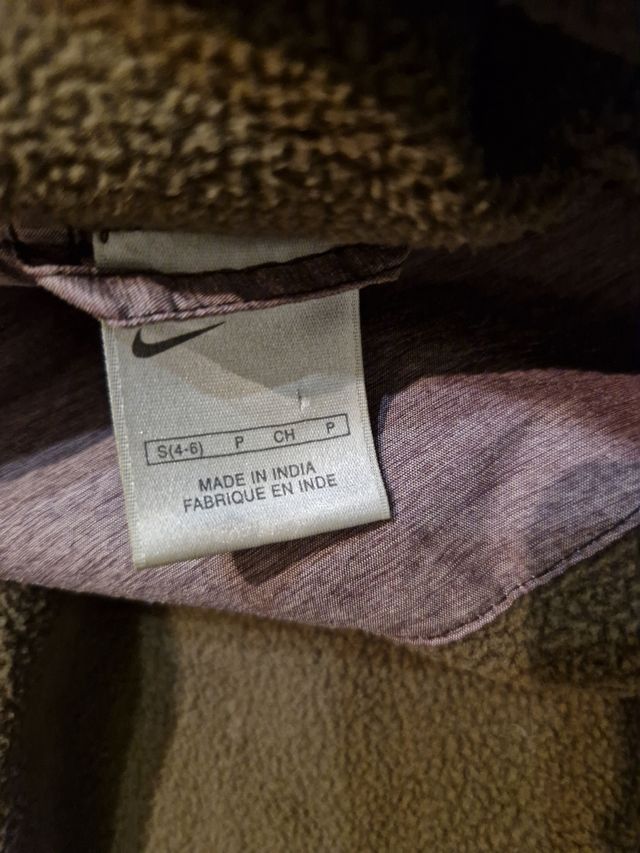 S(4-6) P CH P
MADE IN INDIA
FABRIQUE EN INDE